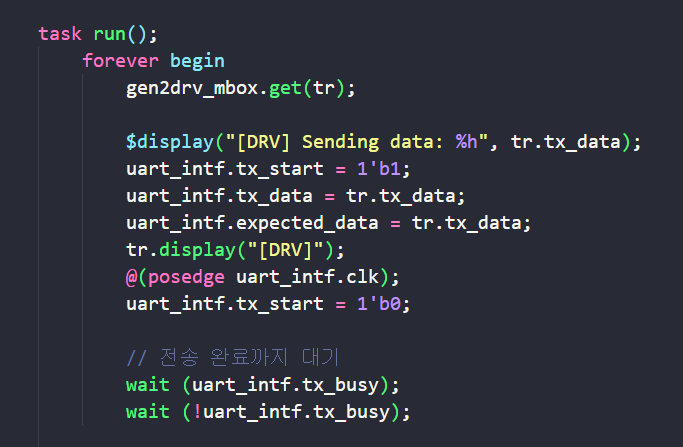 task run();
forever begin
gen2drv_mbox.get(tr);
$display("[DRV] Sending data: %h", tr.tx_data);
uart_intf.tx_start = 1'b1;
uart_intf.tx_data = tr.tx_data;
uart_intf.expected_data = tr.tx_data;
tr.display("[DRV]");
@(posedge uart_intf.clk);
uart_intf.tx_start = 1'b0;
// 전송 완료까지 대기
wait (uart_intf.tx_busy);
wait (!uart_intf.tx_busy);